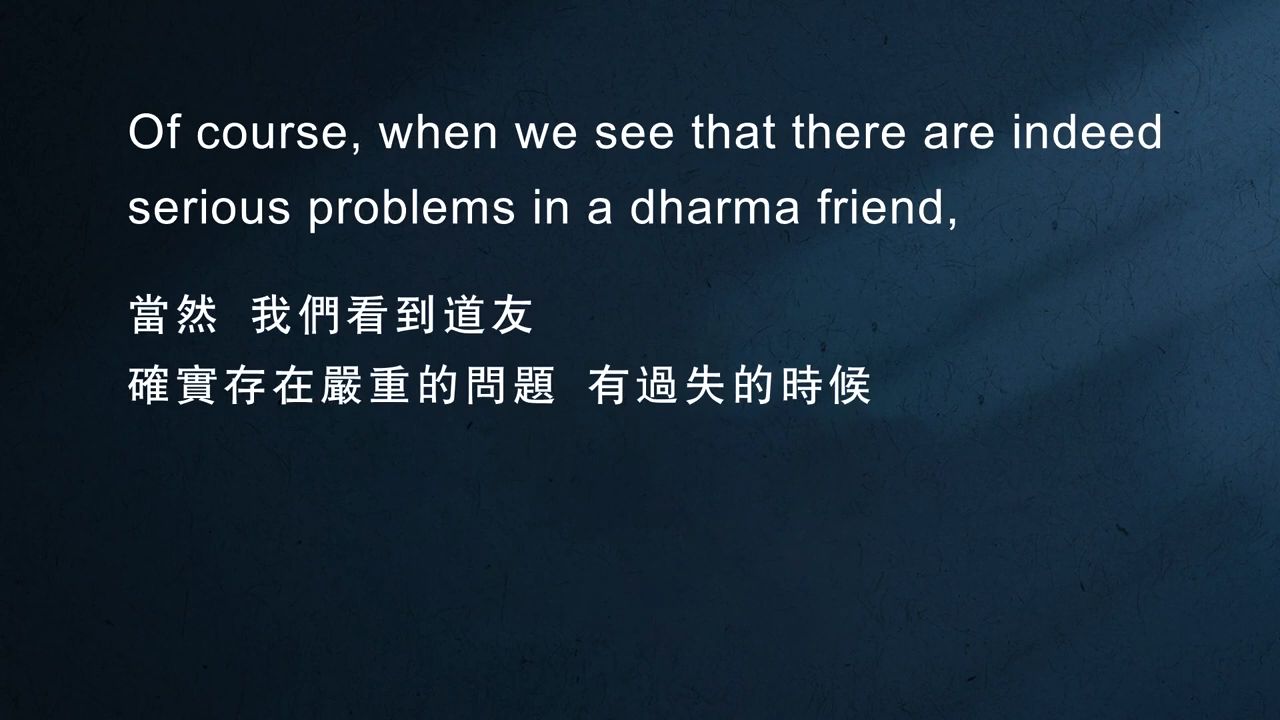 Of course, when we see that there are indeed
serious problems in a dharma friend,
當然 我們看到道友
確實存在嚴重的問題 有過失的時候